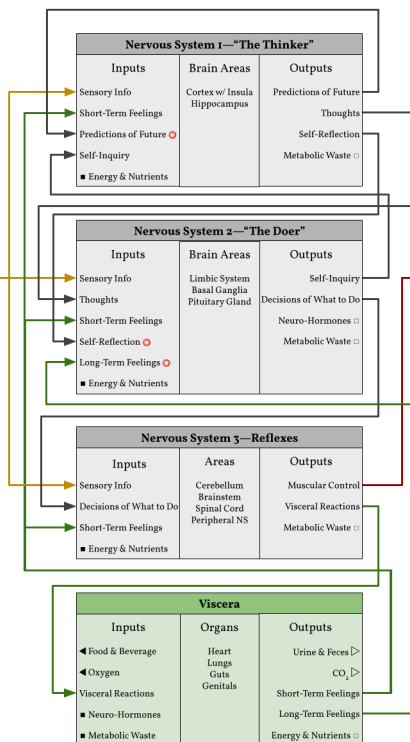 Nervous System 1—“The Thinker”
Inputs
Brain Areas
Outputs
Sensory Info
Short-Term Feelings
Predictions of Future
Self-Inquiry
Energy & Nutrients
Cortex w/ Insula
Hippocampus
Predictions of Future
Thoughts
Self-Reflection
Metabolic Waste
Nervous System 2—“The Doer”
Inputs
Brain Areas
Outputs
Sensory Info
Thoughts
Short-Term Feelings
Self-Reflection
Long-Term Feelings
Energy & Nutrients
Limbic System
Basal Ganglia
Pituitary Gland
Self-Inquiry
Decisions of What to Do
Neuro-Hormones
Metabolic Waste
Nervous System 3—Reflexes
Inputs
Areas
Outputs
Sensory Info
Decisions of What to Do
Short-Term Feelings
Energy & Nutrients
Cerebellum
Brainstem
Spinal Cord
Peripheral NS
Muscular Control
Visceral Reactions
Metabolic Waste
Viscera
Inputs
Organs
Outputs
Food & Beverage
Oxygen
Visceral Reactions
Neuro-Hormones
Metabolic Waste
Heart
Lungs
Guts
Genitals
Urine & Feces
CO₂
Short-Term Feelings
Long-Term Feelings
Energy & Nutrients